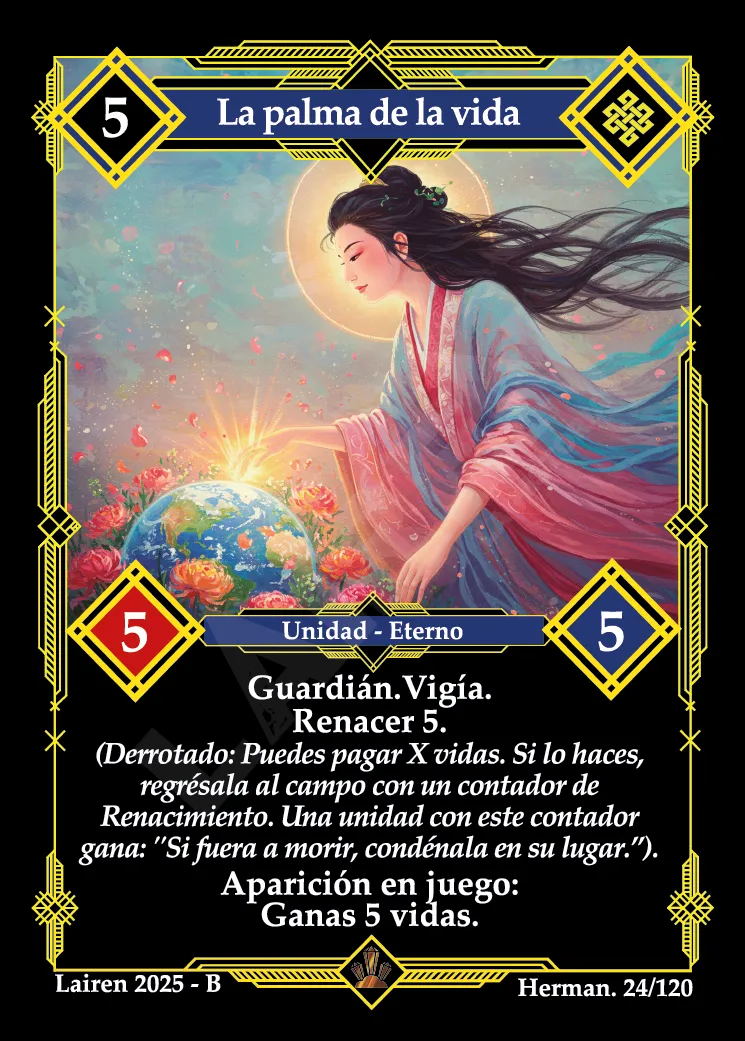 5
La palma de la vida
5
Unidad - Eterno
5
Guardián.Vigía.
Renacer 5.
(Derrotado: Puedes pagar X vidas. Si lo haces,
regrésala al campo con un contador de
Renacimiento. Una unidad con este contador
gana: "Si fuera a morir, condénala en su lugar.").
Aparición en juego:
Ganas 5 vidas.
Lairen 2025 - B
Herman. 24/120